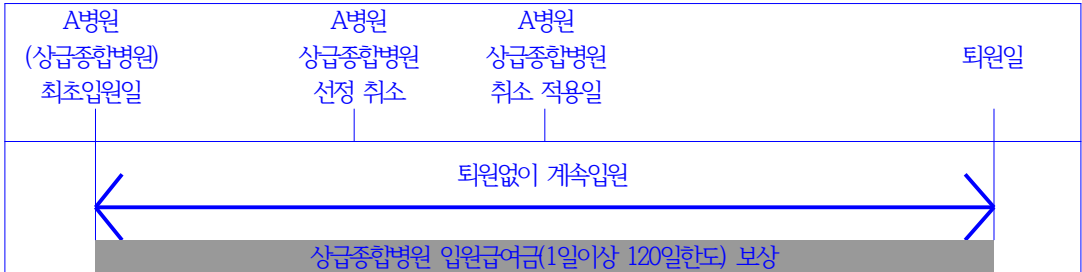 A병원
(상급종합병원)
최초입원일
A병원
상급종합병원
선정 취소
A병원
상급종합병원
취소 적용일
퇴원일
퇴원없이 계속입원
상급종합병원 입원급여금(1일이상 120일한도) 보상